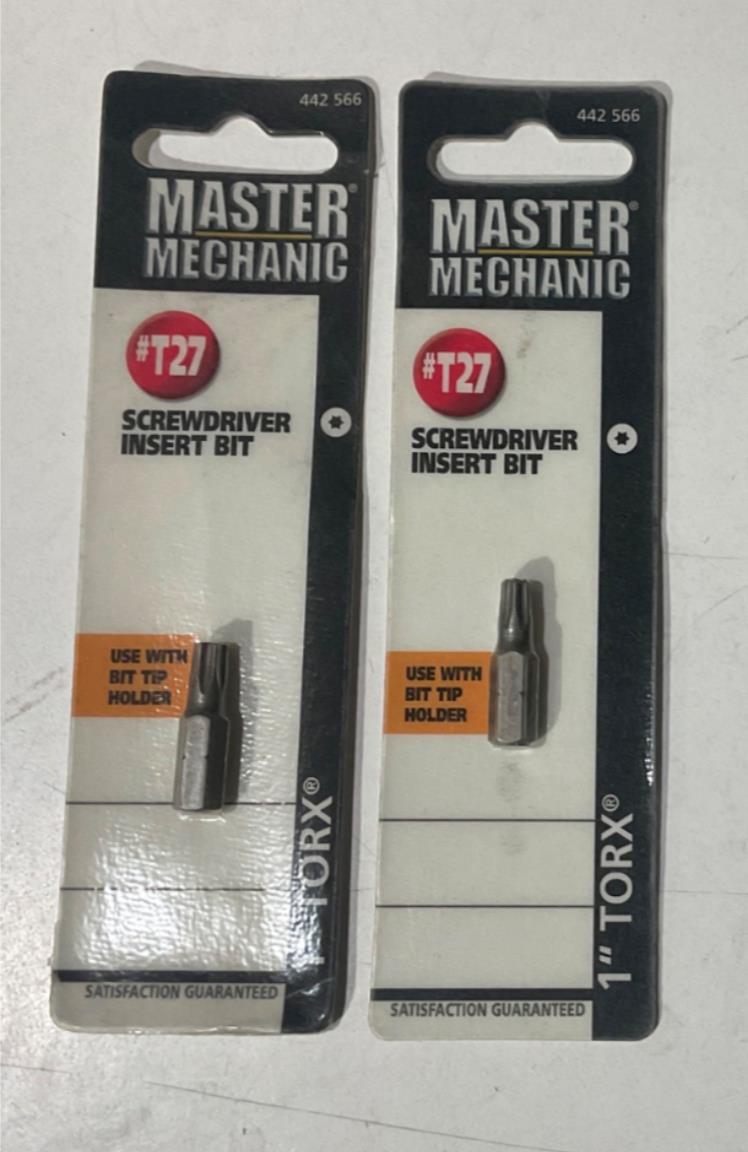 442 566
MASTER®
MECHANIC
#T27
SCREWDRIVER
INSERT BIT
USE WITH
BIT TIP
HOLDER
TORX®
SATISFACTION GUARANTEED
442 566
MASTER®
MECHANIC
#T27
SCREWDRIVER
INSERT BIT
USE WITH
BIT TIP
HOLDER
1" TORX®
SATISFACTION GUARANTEED